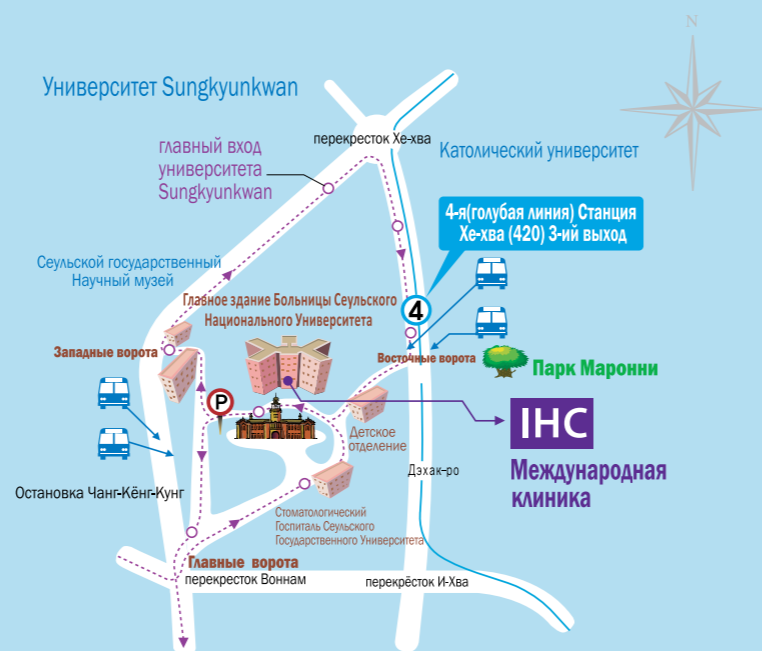 N
Университет Sungkyunkwan
перекресток Хе-хва
главный вход
университета
Sungkyunkwan
Католический университет
4-я(голубая линия) Станция
Хе-хва (420) 3-ий выход
Сеульской государственный
Научный музей
Главное здание Больницы Сеульского
Национального Университета
4
Западные ворота
Восточные ворота
Парк Маронни
P
IHC
Детское
отделение
Международная
клиника
Дэхак-ро
Остановка Чанг-Кёнг-Кунг
Стоматологический
Госпиталь Сеульского
Государственного Университета
Главные ворота
перекресток Воннам
перекрёсток И-Хва